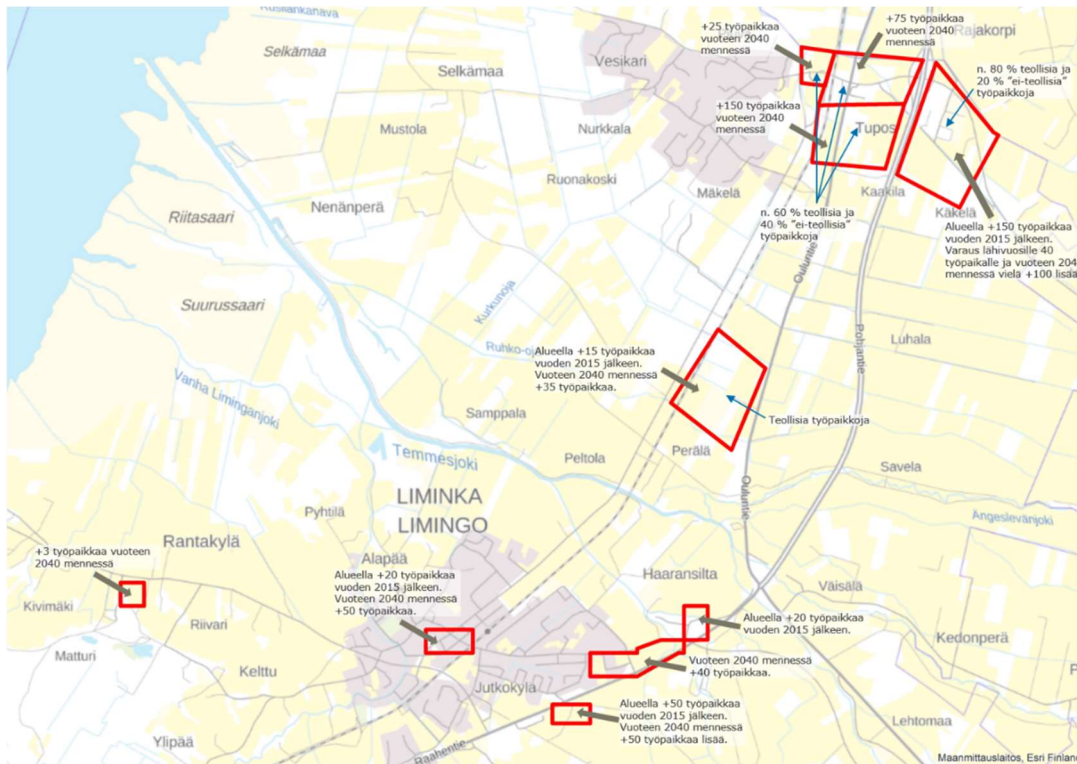 Rusilankanava
Selkämaa
Selkämaa
Vesikari
+25 työpaikkaa
vuoteen 2040
mennessä
+75 työpaikkaa
vuoteen 2040
mennessä
Rajakorpi
n. 80 % teollisia ja
20 % "ei-teollisia"
työpaikkoja
+150 työpaikkaa
vuoteen 2040
mennessä
Tupos
Mustola
Nurkkala
Ruonakoski
Mäkelä
Kaakila
Käkelä
Nenänperä
Riitasaari
n. 60 % teollisia ja
40 % "ei-teollisia"
työpaikkoja
Alueella +150 työpaikkaa
vuoden 2015 jälkeen.
Varaus lähivuosille 40
työpaikalle ja vuoteen 204
mennessä vielä +100 lisää
Ouluntie
Suurussaari
Kurkunoja
Ruhko-oj
Pohjantie
Luhala
Alueella +15 työpaikkaa
vuoden 2015 jälkeen.
Vuoteen 2040 mennessä
+35 työpaikkaa.
Teollisia työpaikkoja
Vanha Liminganjoki
Samppala
Perälä
Temmesjoki
Peltola
Savela
Ouluntie
Ängeslevänjoki
LIMINKA
LIMINGO
Pyhtilä
Rantakylä
Alapää
+3 työpaikkaa vuoteen
2040 mennessä
Alueella +20 työpaikkaa
vuoden 2015 jälkeen.
Vuoteen 2040 mennessä
+50 työpaikkaa.
Haaransilta
Väisälä
Kivimäki
Riivari
Alueella +20 työpaikkaa
vuoden 2015 jälkeen.
Kedonperä
Matturi
Kelttu
Vuoteen 2040 mennessä
+40 työpaikkaa.
Jutkokylä
Alueella +50 työpaikkaa
vuoden 2015 jälkeen.
Vuoteen 2040 mennessä
+50 työpaikkaa lisää.
Lehtomaa
Ylipää
Raahentie
Maanmittauslaitos, Esri Finland